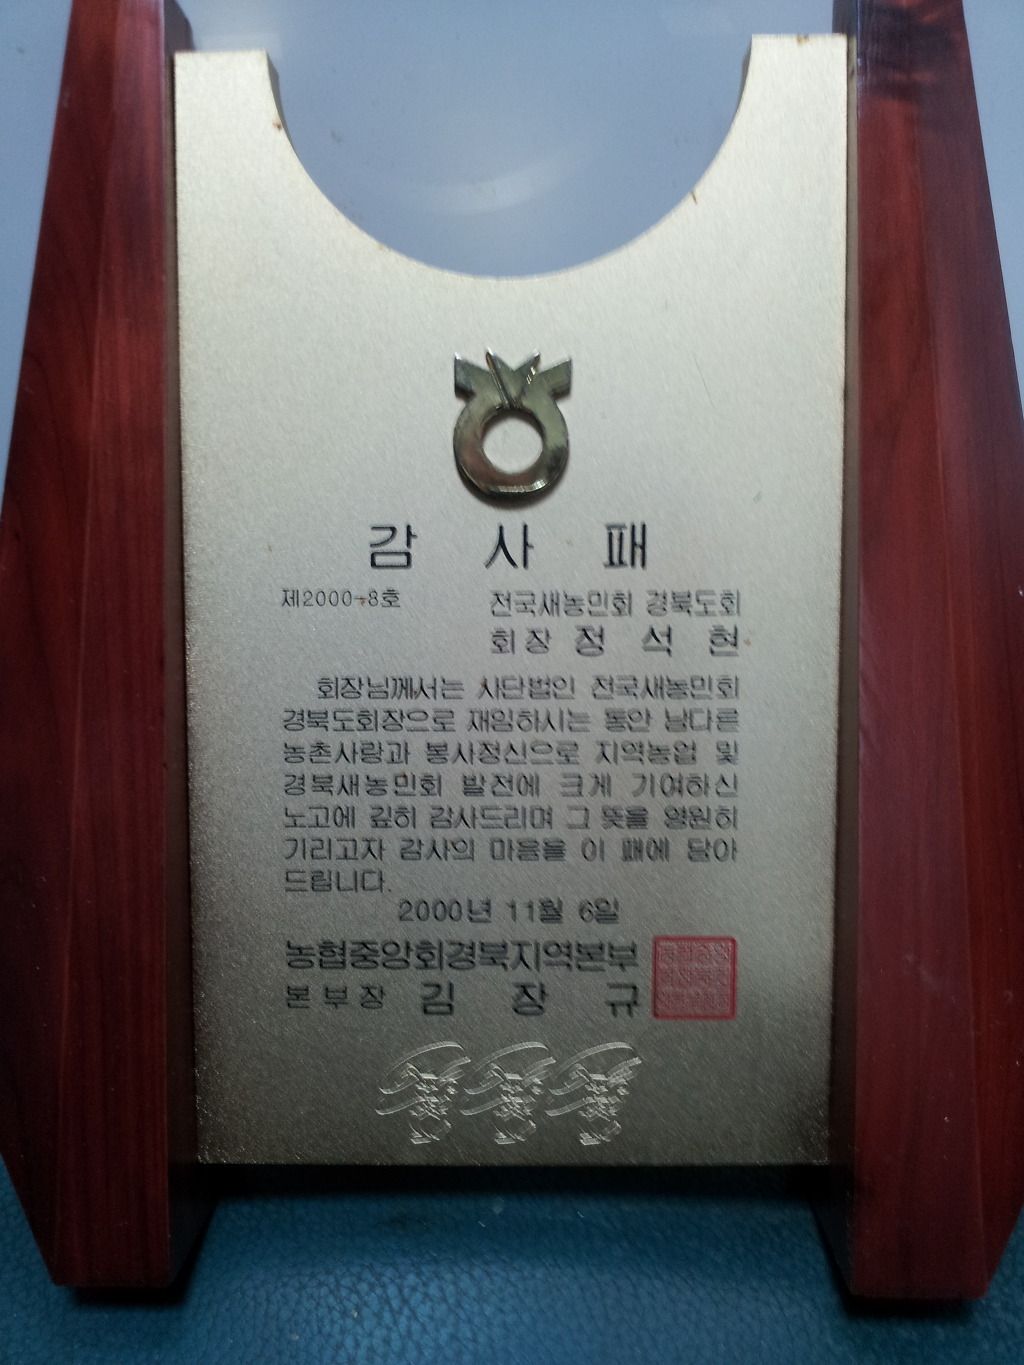 감 사 패
제2000-8호
전국새농민회 경북도회
회장 정 석 현
회장님께서는 사단법인 전국새농민회
경북도회장으로 재임하시는 동안 남다른
농촌사랑과 봉사정신으로 지역농업 및
경북새농민회 발전에 크게 기여하신
노고에 깊히 감사드리며 그 뜻을 영원히
기리고자 감사의 마음을 이 패에 담아
드립니다.
2000년 11월 6일
농협중앙회경북지역본부
본부장 김 장 규